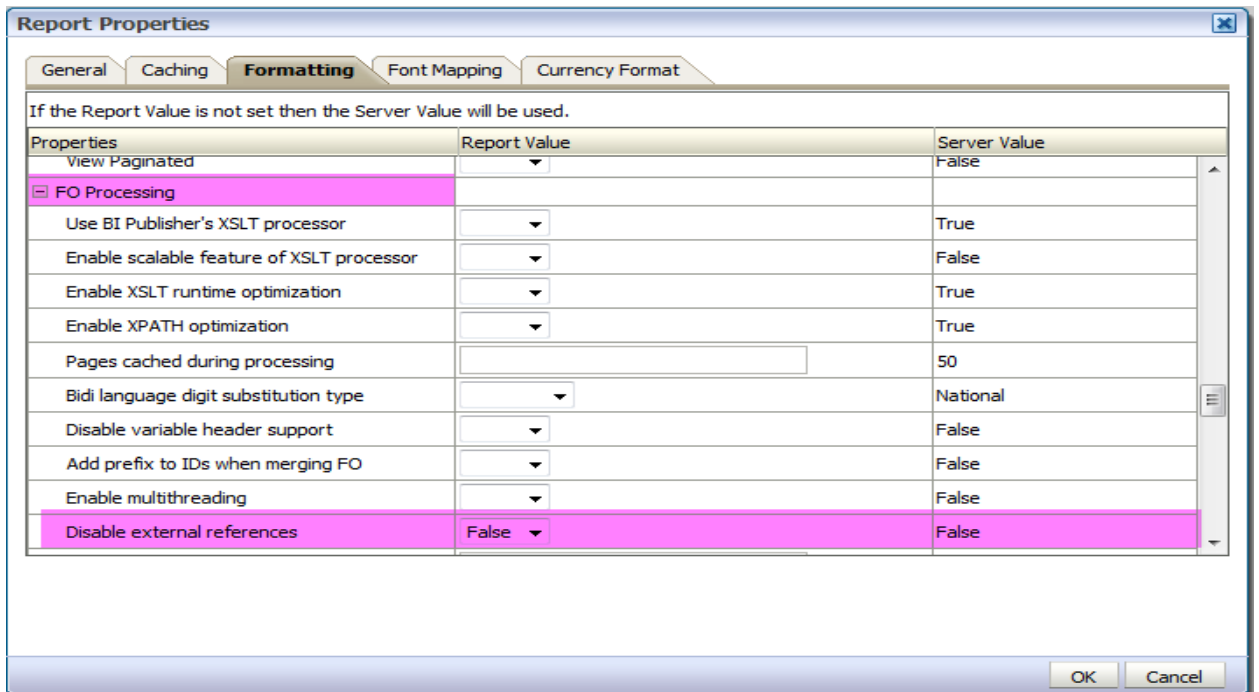 Report Properties
General Caching Formatting Font Mapping Currency Format
If the Report Value is not set then the Server Value will be used.
Properties Report Value Server Value
View Paginated False
FO Processing
Use BI Publisher's XSLT processor True
Enable scalable feature of XSLT processor False
Enable XSLT runtime optimization True
Enable XPATH optimization True
Pages cached during processing 50
Bidi language digit substitution type National
Disable variable header support False
Add prefix to IDs when merging FO False
Enable multithreading False
Disable external references False False
OK Cancel